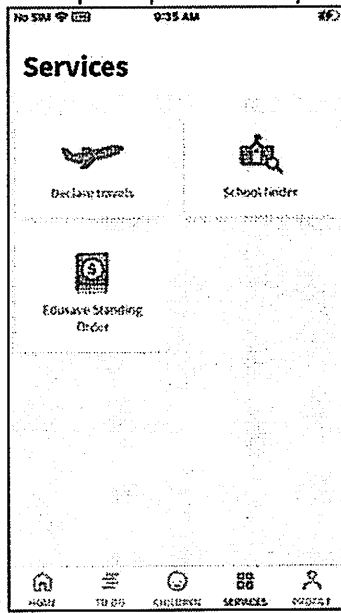 No SIM 9:35 AM
Services
Declare travels
School finder
Edusave Standing
Order
HOME TO DO CHILDREN SERVICES PROFILE